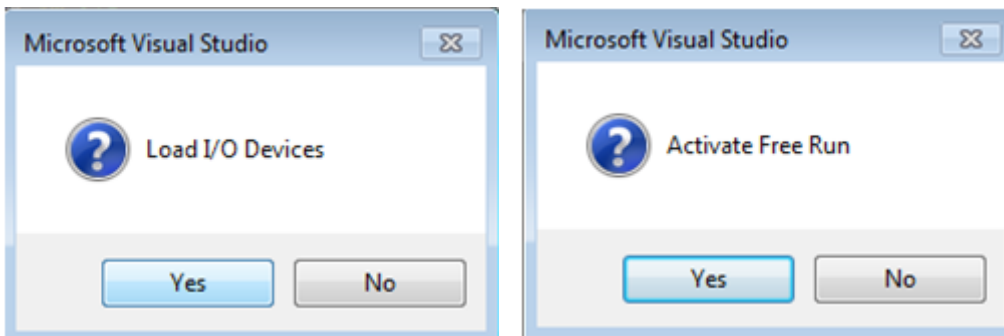 Microsoft Visual Studio
Load I/O Devices
Yes No
Microsoft Visual Studio
Activate Free Run
Yes No